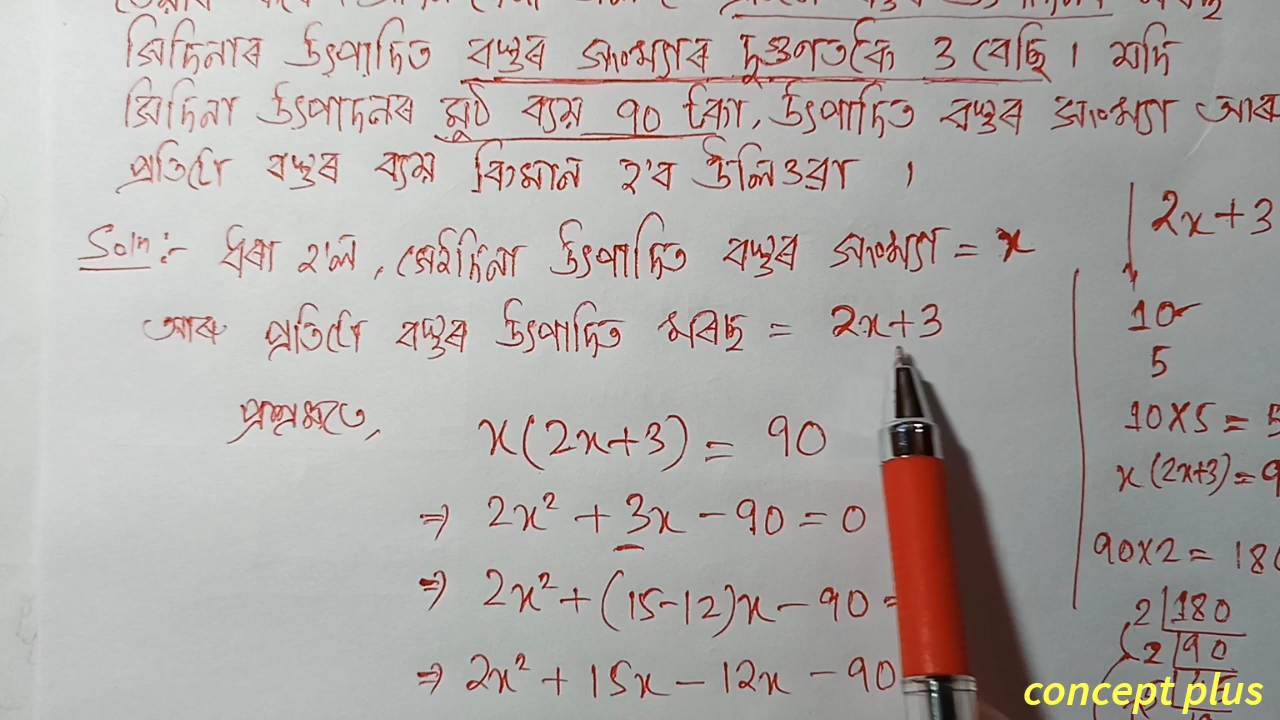 সিদিনাৰ উৎপাদিত বস্তুৰ সংখ্যাৰ দুগুণতকৈ 3 বেছি। যদি
সিদিনা উৎপাদনৰ মুঠ ব্যয় 90 টকা, উৎপাদিত বস্তুৰ সংখ্যা আৰু
প্ৰতিটো বস্তুৰ ব্যয় কিমান হ'ব উলিওৱা ।
Soln :- ধৰা হ'ল, সেইদিনা উৎপাদিত বস্তুৰ সংখ্যা = x
আৰু প্ৰতিটো বস্তুৰ উৎপাদিত খৰছ = 2x+3
প্ৰশ্নমতে,
x(2x+3) = 90
⇒ 2x² + 3x - 90 = 0
⇒ 2x² + (15-12)x - 90 =
⇒ 2x² + 15x - 12x - 90
2x+3
10
5
10×5 =
x(2x+3)=9
90×2 = 180
2 180
2 90
concept plus